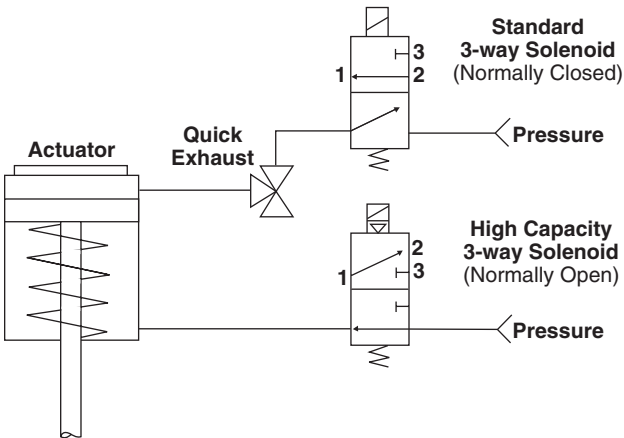 Standard
3-way Solenoid
(Normally Closed)
3
1 2
Pressure
Quick
Exhaust
Actuator
High Capacity
3-way Solenoid
(Normally Open)
2
1 3
Pressure